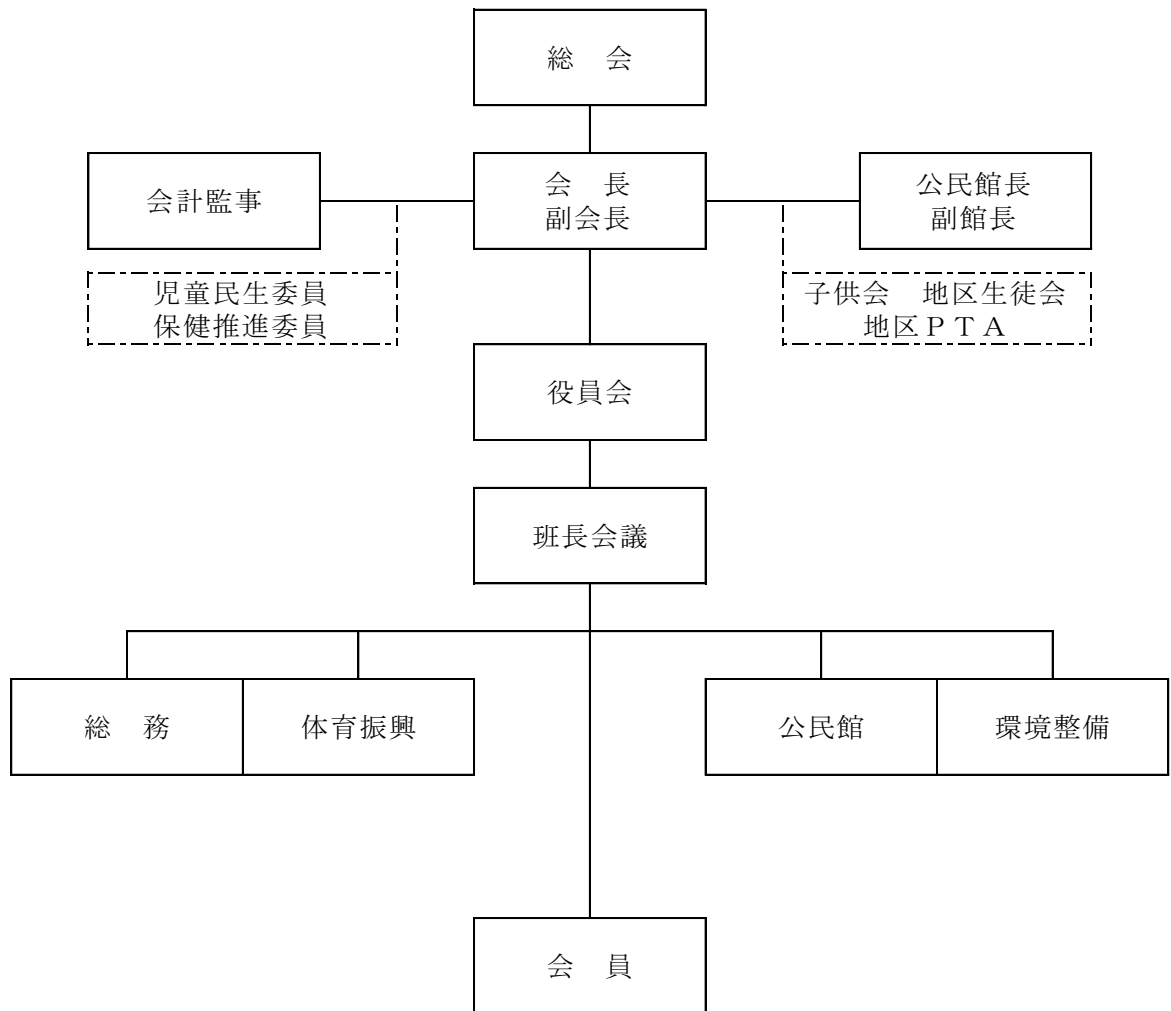 総　会
会計監事
会　長
副会長
公民館長
副館長
児童民生委員
保健推進委員
子供会　地区生徒会
地区ＰＴＡ
役員会
班長会議
総　務
体育振興
公民館
環境整備
会　員